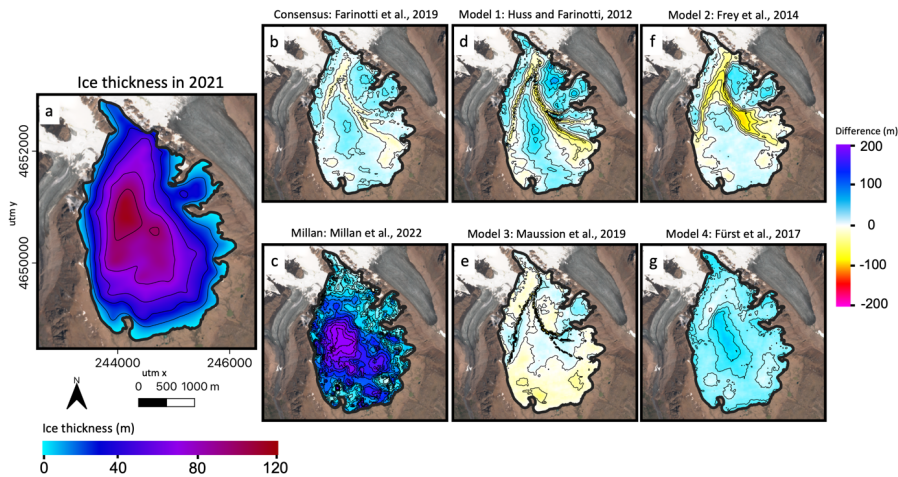 Consensus: Farinotti et al., 2019
Model 1: Huss and Farinotti, 2012
Model 2: Frey et al., 2014
b
d
f
Ice thickness in 2021
a
4652000
utm y
4650000
244000
246000
utm x
N
0 500 1000 m
Ice thickness (m)
0 40 80 120
Difference (m)
200
100
0
-100
-200
Millan: Millan et al., 2022
Model 3: Maussion et al., 2019
Model 4: Fürst et al., 2017
c
e
g